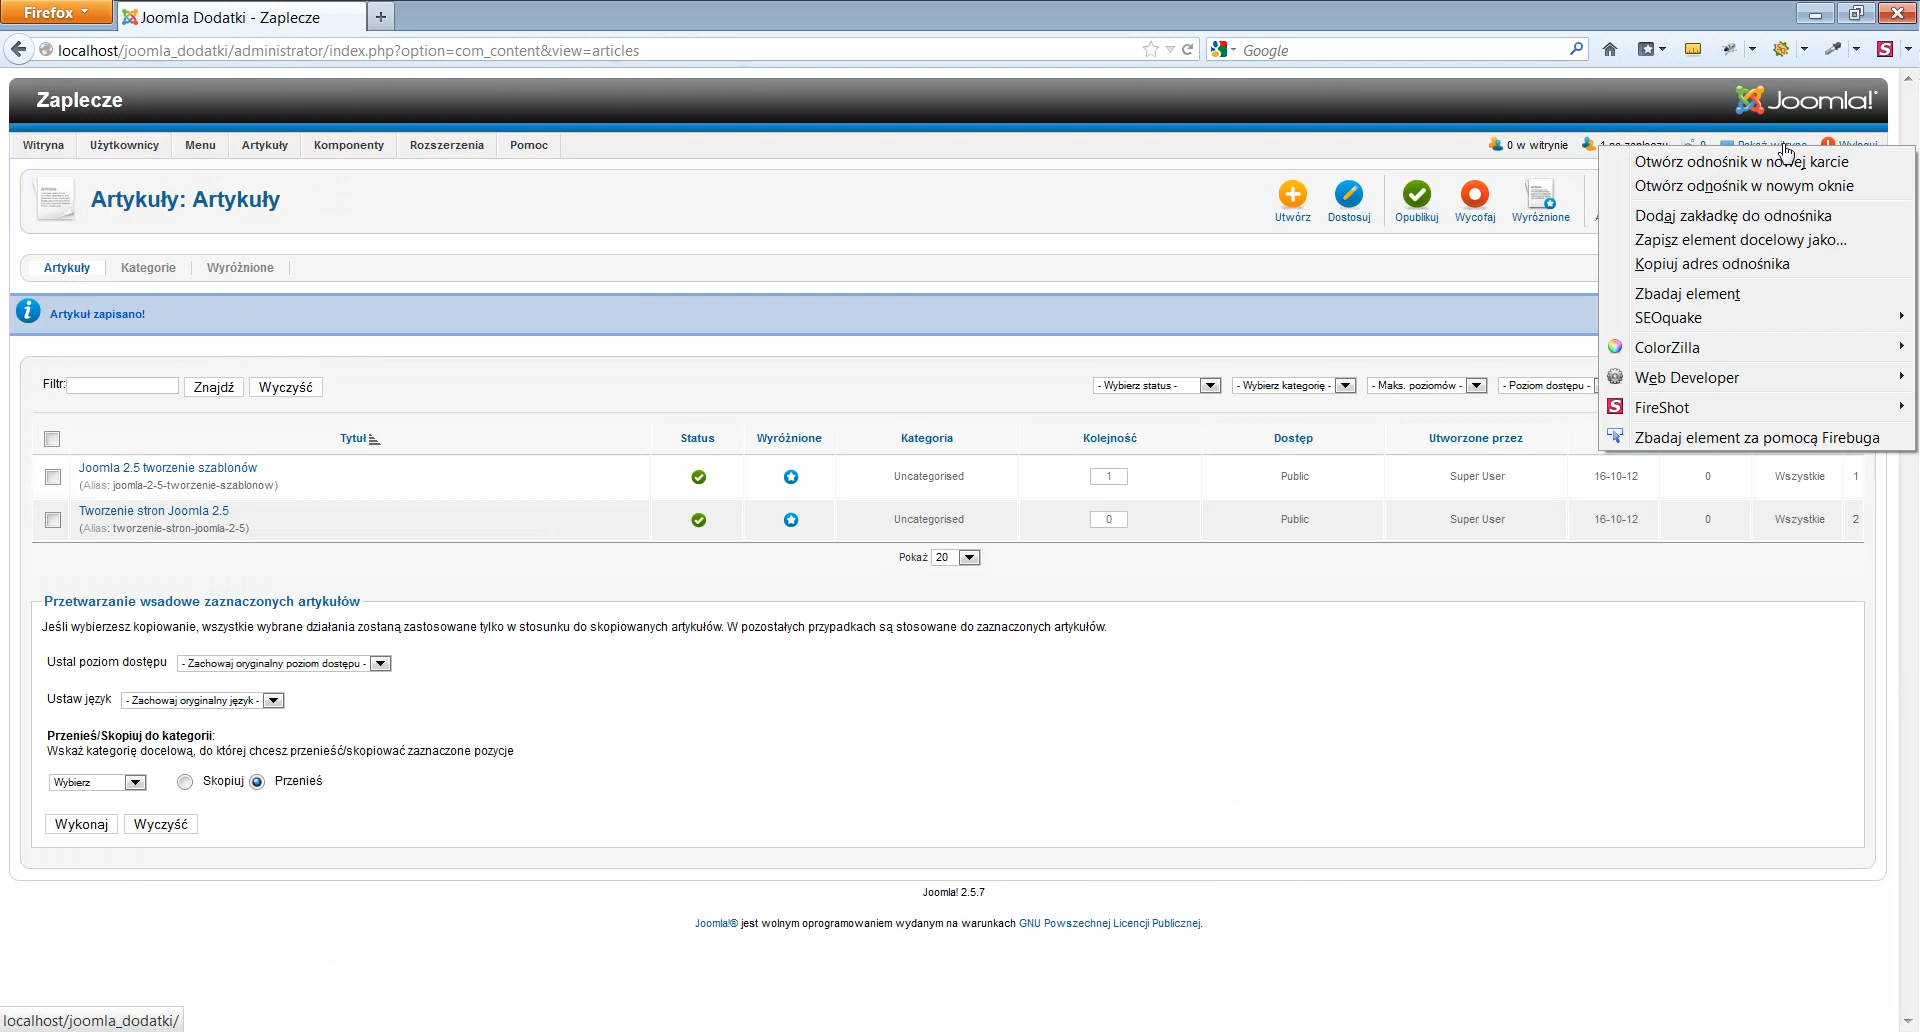 Firefox
Joomla Dodatki - Zaplecze
localhost/joomla_dodatki/administrator/index.php?option=com_content&view=articles
Google
Zaplecze
Joomla!
Witryna Użytkownicy Menu Artykuły Komponenty Rozszerzenia Pomoc 0 w witrynie
Artykuły: Artykuły
Utwórz Dostosuj Opublikuj Wycofaj Wyróżnione
Otwórz odnośnik w nowej karcie
Otwórz odnośnik w nowym oknie
Dodaj zakładkę do odnośnika
Zapisz element docelowy jako...
Kopiuj adres odnośnika
Zbadaj element
SEOquake
ColorZilla
Web Developer
FireShot
Zbadaj element za pomocą Firebuga
Artykuły Kategorie Wyróżnione
Artykuł zapisano!
Filtr: Znajdź Wyczyść - Wybierz status - - Wybierz kategorię - - Maks. poziomów - - Poziom dostępu -
Tytuł Status Wyróżnione Kategoria Kolejność Dostęp Utworzone przez
Joomla 2.5 tworzenie szablonów
(Alias: joomla-2-5-tworzenie-szablonow) Uncategorised 1 Public Super User 16-10-12 0 Wszystkie 1
Tworzenie stron Joomla 2.5
(Alias: tworzenie-stron-joomla-2-5) Uncategorised 0 Public Super User 16-10-12 0 Wszystkie 2
Pokaż 20
Przetwarzanie wsadowe zaznaczonych artykułów
Jeśli wybierzesz kopiowanie, wszystkie wybrane działania zostaną zastosowane tylko w stosunku do skopiowanych artykułów. W pozostałych przypadkach są stosowane do zaznaczonych artykułów.
Ustal poziom dostępu - Zachowaj oryginalny poziom dostępu -
Ustaw język - Zachowaj oryginalny język -
Przenieś/Skopiuj do kategorii:
Wskaż kategorię docelową, do której chcesz przenieść/skopiować zaznaczone pozycje
Wybierz Skopiuj Przenieś
Wykonaj Wyczyść
Joomla! 2.5.7
Joomla!® jest wolnym oprogramowaniem wydanym na warunkach GNU Powszechnej Licencji Publicznej.
localhost/joomla_dodatki/